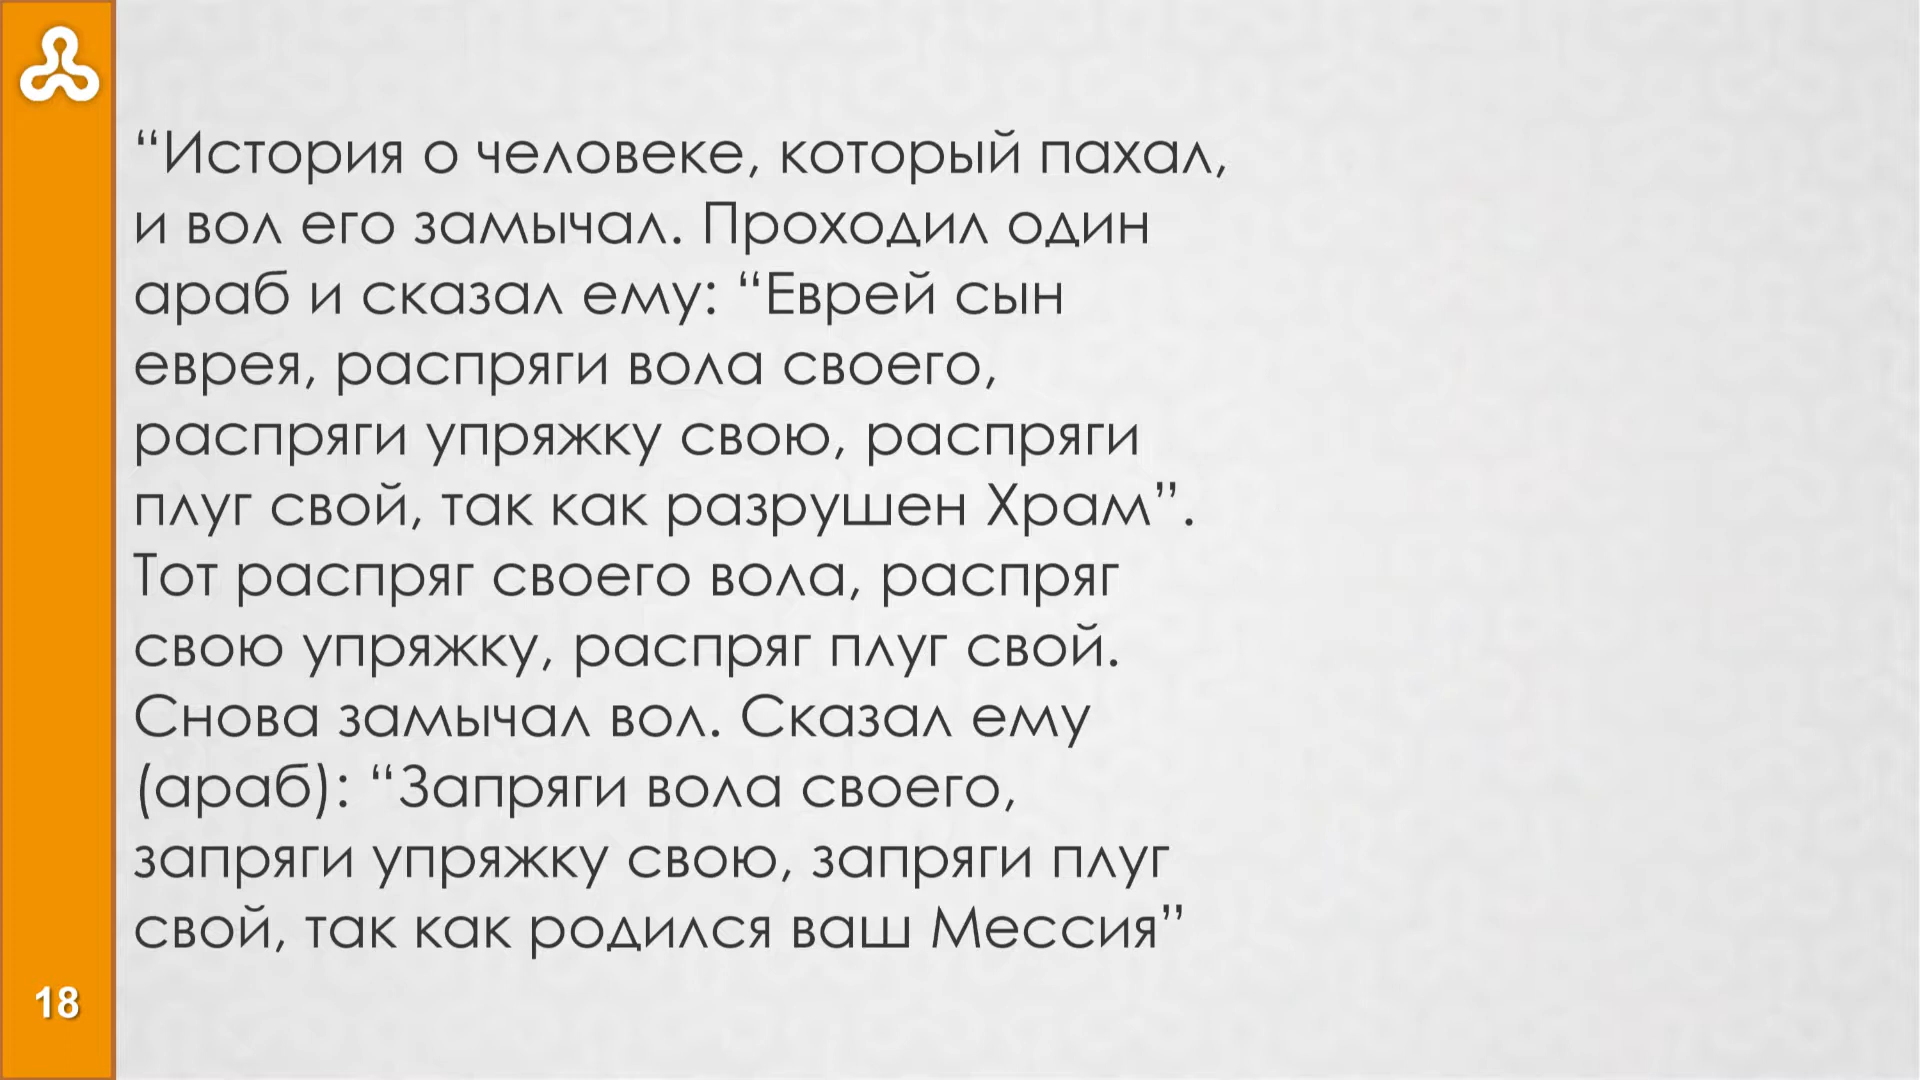 “История о человеке, который пахал,
и вол его замычал. Проходил один
араб и сказал ему: “Еврей сын
еврея, распряги вола своего,
распряги упряжку свою, распряги
плуг свой, так как разрушен Храм”.
Тот распряг своего вола, распряг
свою упряжку, распряг плуг свой.
Снова замычал вол. Сказал ему
(араб): “Запряги вола своего,
запряги упряжку свою, запряги плуг
свой, так как родился ваш Мессия”
18